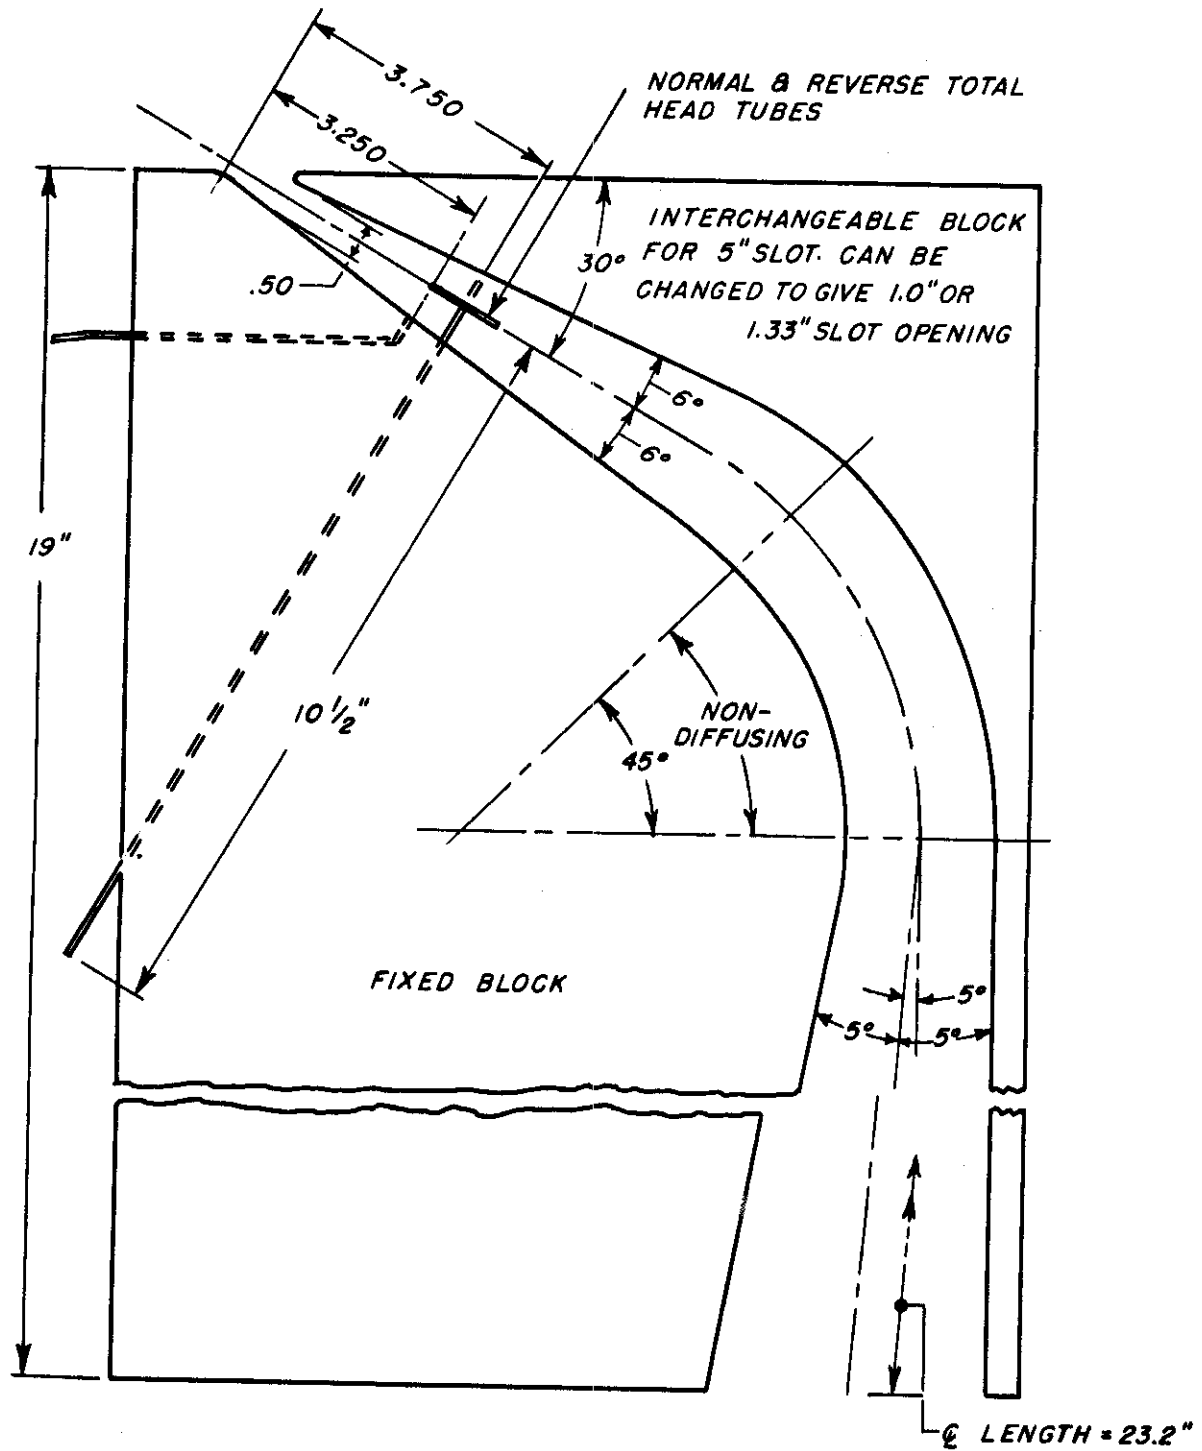 3.750
3.250
NORMAL & REVERSE TOTAL
HEAD TUBES
.50
30°
INTERCHANGEABLE BLOCK
FOR 5" SLOT. CAN BE
CHANGED TO GIVE 1.0" OR
1.33" SLOT OPENING
6°
6°
19"
10 1/2"
NON-
DIFFUSING
45°
FIXED BLOCK
5°
5°
5°
℄ LENGTH = 23.2"